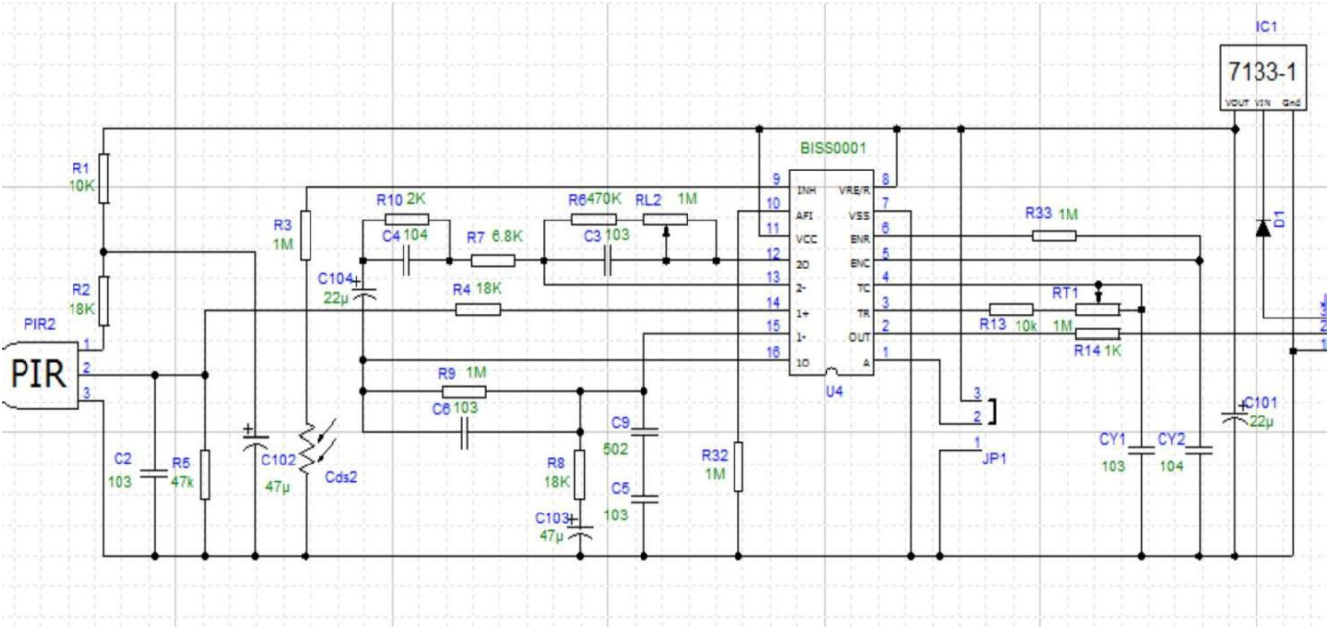 IC1
7133-1
VOUT VIN Gnd
BISS0001
R1
10K
R3
1M
R10 2K
C4 104
R7 6.8K
R6 470K
C3 103
RL2 1M
9 INH
10 AFI
11 VCC
12 2O
13 2-
14 1+
15 1-
16 1O
VRE/R 8
VSS 7
ENR 6
ENC 5
TC 4
TR 3
OUT 2
A 1
U4
R33 1M
D1
RT1
1M
R13 10k
R14 1K
3
2
1
R2
18K
C104
+
22µ
R4 18K
PIR2
PIR
1
2
3
R9 1M
C6 103
C2
103
R5
47k
+
C102
47µ
Cds2
R8
18K
C103
+
47µ
C9
502
C5
103
R32
1M
3
2
1
JP1
CY1
103
CY2
104
+
C101
22µ